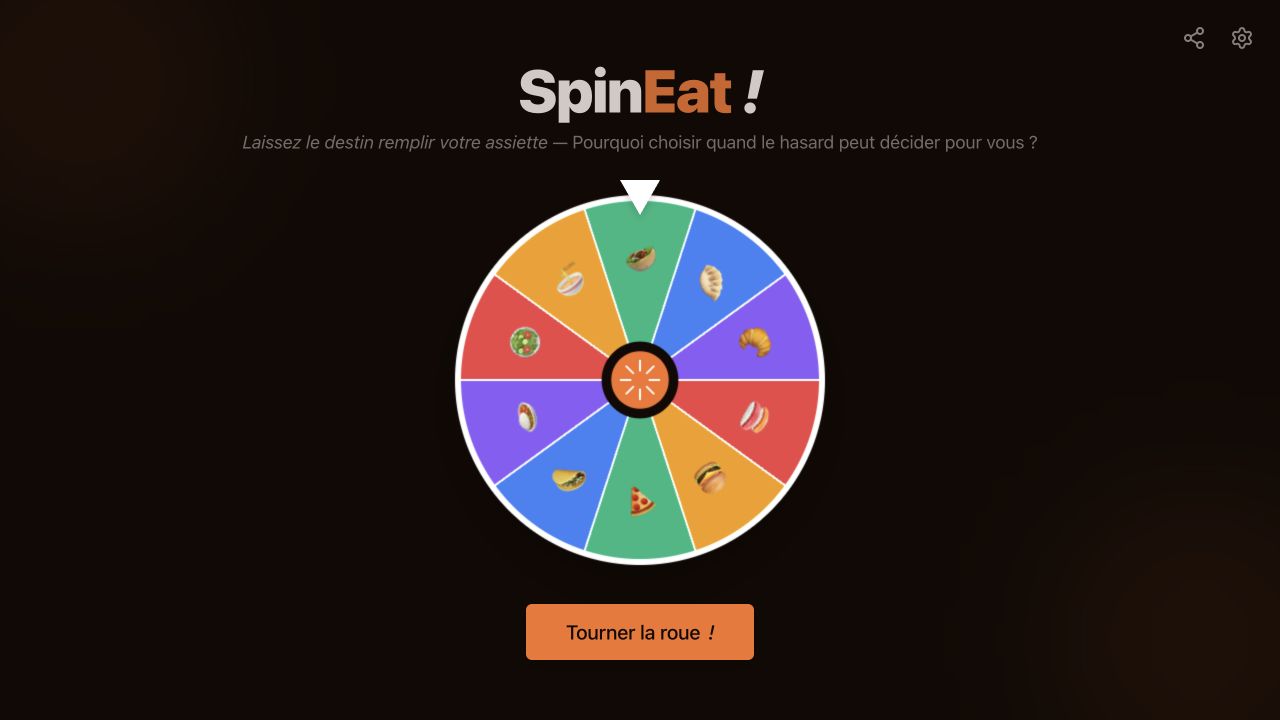 SpinEat !
Laissez le destin remplir votre assiette — Pourquoi choisir quand le hasard peut décider pour vous ?
Tourner la roue !